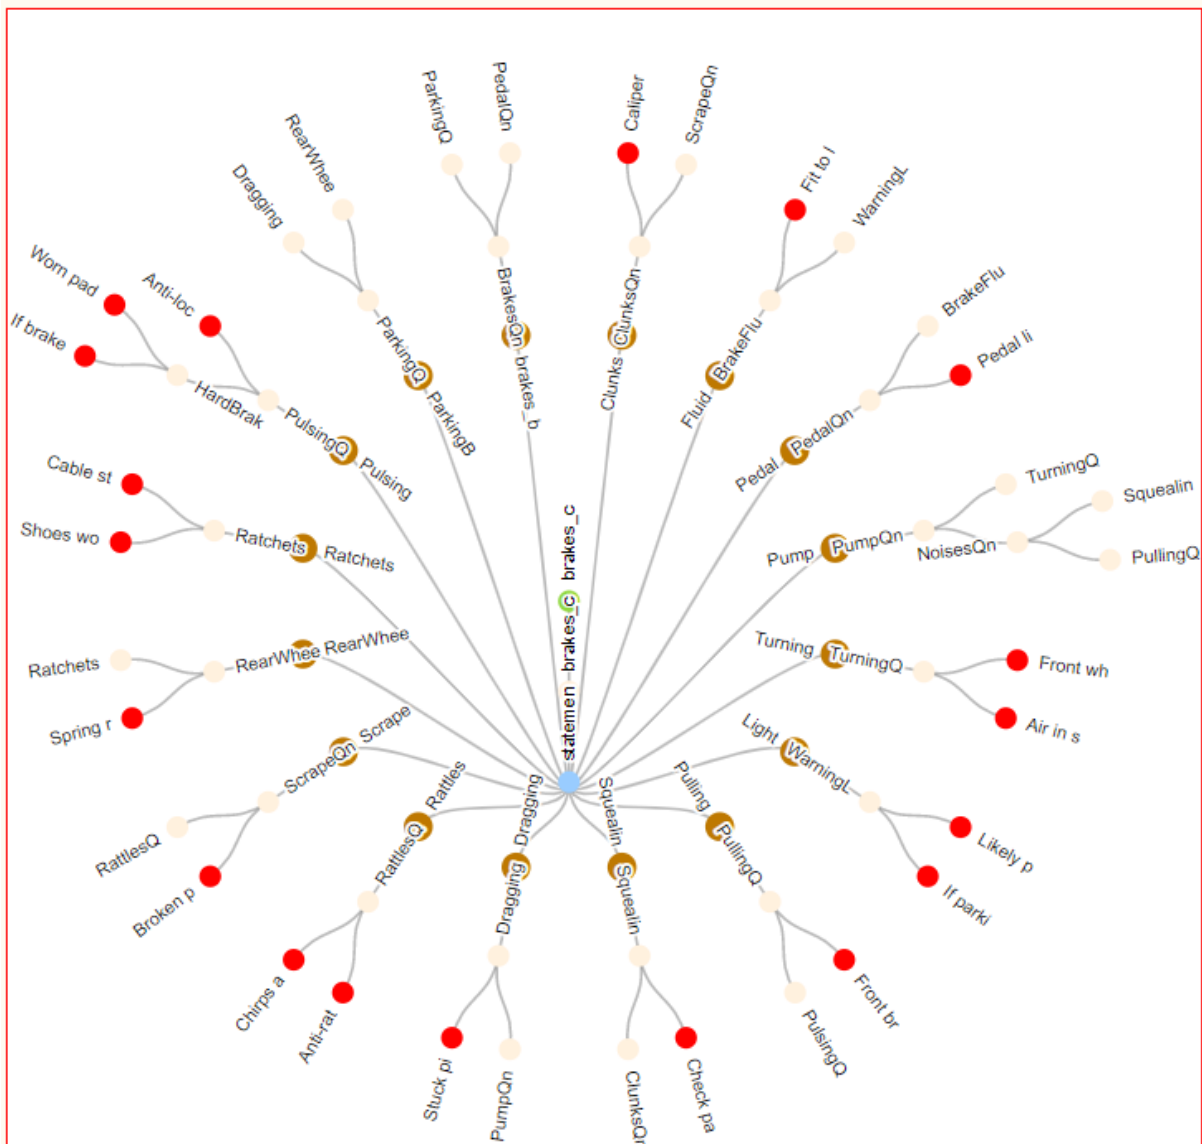 ParkingQ
PedalQn
BrakesQn
brakes_b
Caliper
ScrapeQn
ClunksQn
Clunks
Fit to l
WarningL
BrakeFlu
Fluid
BrakeFlu
Pedal li
PedalQn
Pedal
TurningQ
Squealin
PullingQ
NoisesQn
PumpQn
Pump
Front wh
Air in s
TurningQ
Turning
Likely p
If parki
WarningL
Light
Front br
PulsingQ
PullingQ
Pulling
Check pa
ClunksQn
Squealin
Squealin
PumpQn
Stuck pi
Dragging
Dragging
Anti-rat
Chirps a
RattlesQ
Rattles
Broken p
RattlesQ
ScrapeQn
Scrape
Spring r
Ratchets
RearWhee
RearWhee
Shoes wo
Cable st
Ratchets
Ratchets
If brake
Worn pad
HardBrak
Anti-loc
PulsingQ
Pulsing
Dragging
RearWhee
ParkingQ
ParkingB
statemen
brakes_c
brakes_c